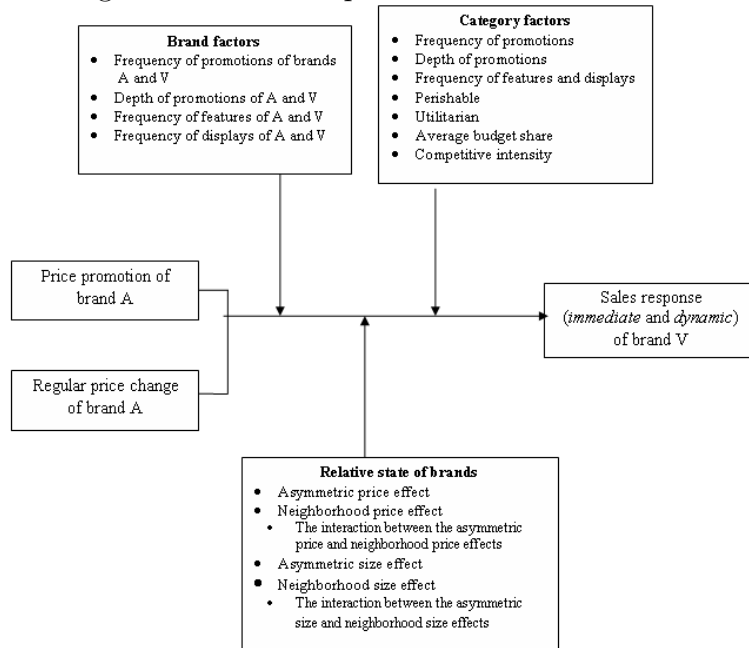 Brand factors
• Frequency of promotions of brands
A and V
• Depth of promotions of A and V
• Frequency of features of A and V
• Frequency of displays of A and V
Category factors
• Frequency of promotions
• Depth of promotions
• Frequency of features and displays
• Perishable
• Utilitarian
• Average budget share
• Competitive intensity
Price promotion of
brand A
Regular price change
of brand A
Sales response
(immediate and dynamic)
of brand V
Relative state of brands
• Asymmetric price effect
• Neighborhood price effect
• The interaction between the asymmetric
price and neighborhood price effects
• Asymmetric size effect
• Neighborhood size effect
• The interaction between the asymmetric
size and neighborhood size effects